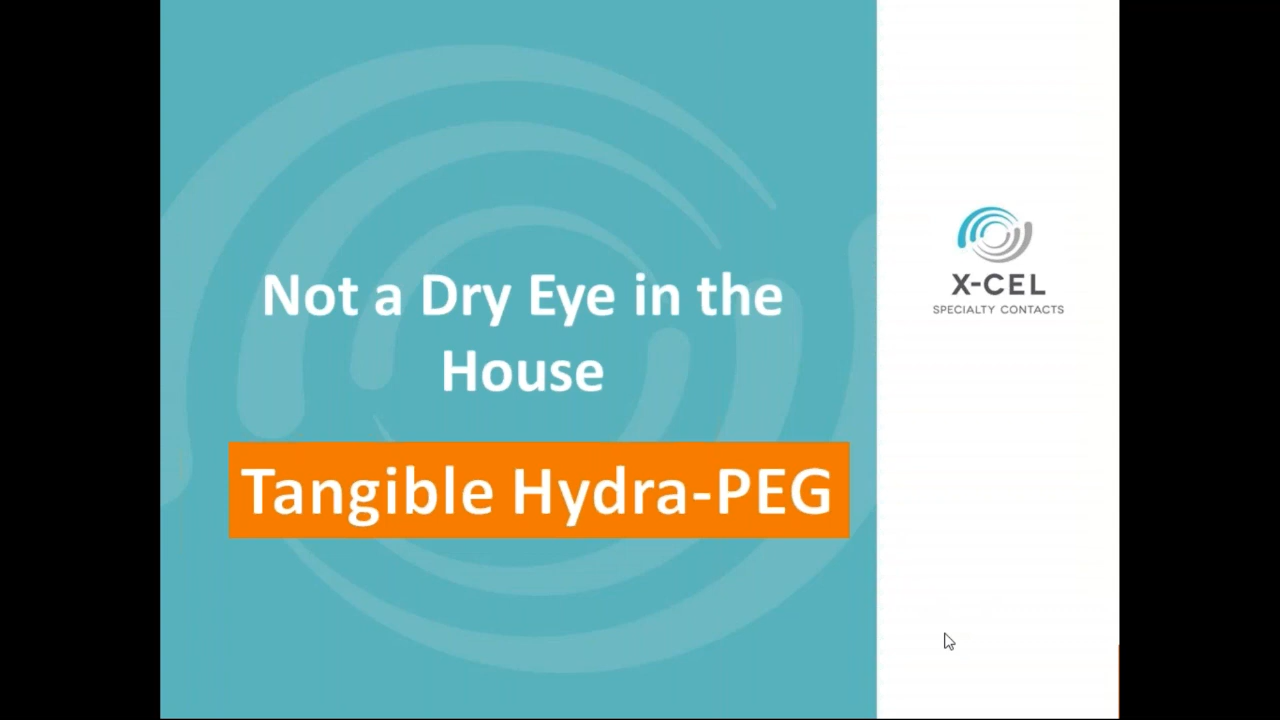 Not a Dry Eye in the
House
Tangible Hydra-PEG
X-CEL
SPECIALTY CONTACTS